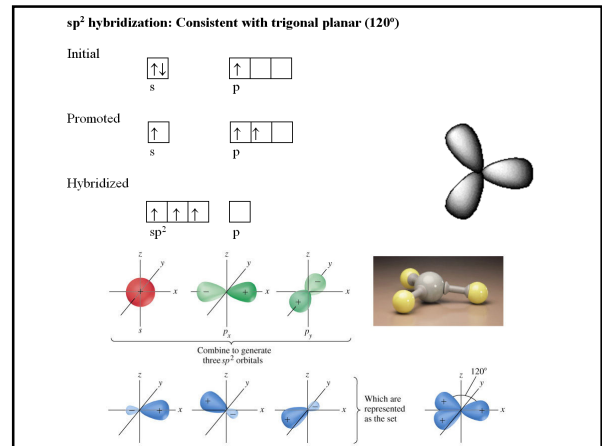 sp² hybridization: Consistent with trigonal planar (120º)
Initial
↑↓ ↑
s p
Promoted
↑ ↑ ↑
s p
Hybridized
↑ ↑ ↑
sp² p
z z z
y y y
+ − + − +
x x x
s pₓ p_y
Combine to generate
three sp² orbitals
z z z z 120°
y y y y
− + + − + − + + +
x x x x
Which are
represented
as the set